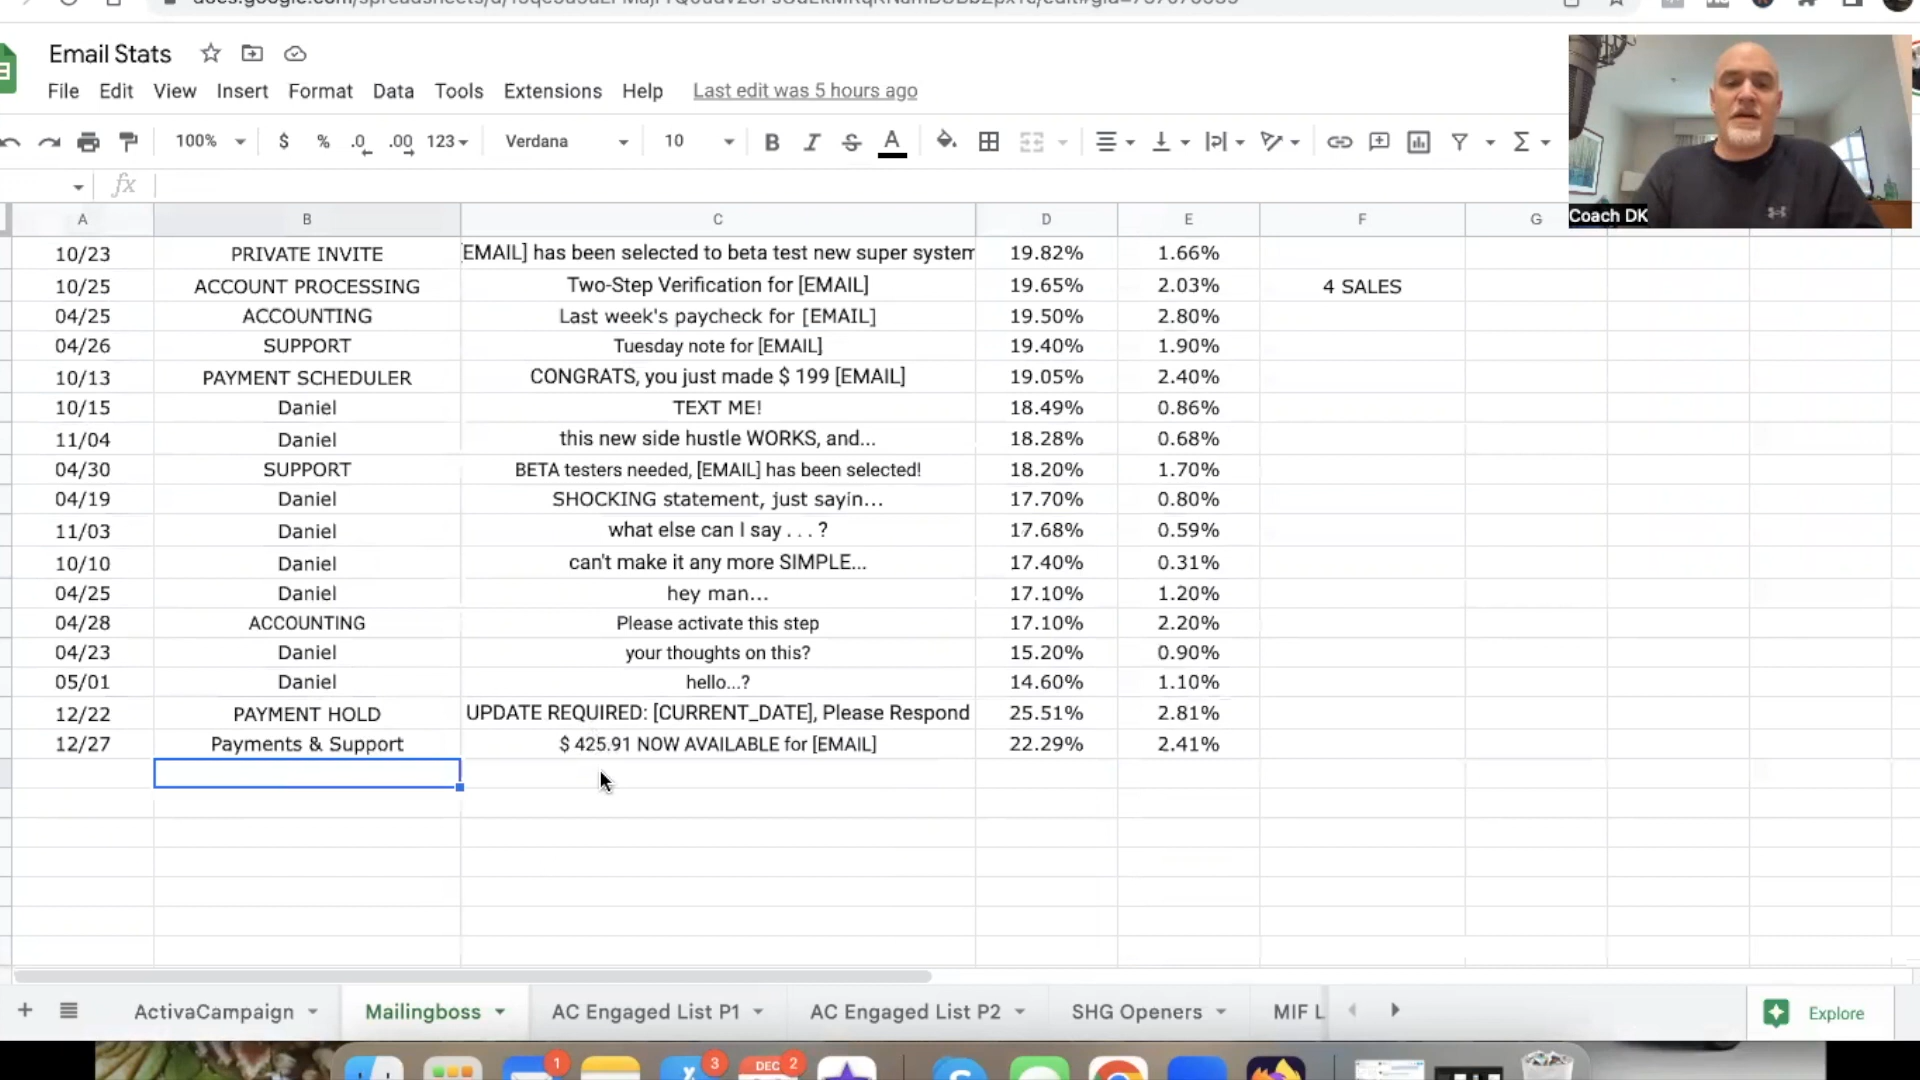 Email Stats
File Edit View Insert Format Data Tools Extensions Help Last edit was 5 hours ago
100% $ % .0 .00 123 Verdana 10 B I S A
fx
Coach DK
A B C D E F G
10/23 PRIVATE INVITE [EMAIL] has been selected to beta test new super system 19.82% 1.66%
10/25 ACCOUNT PROCESSING Two-Step Verification for [EMAIL] 19.65% 2.03% 4 SALES
04/25 ACCOUNTING Last week's paycheck for [EMAIL] 19.50% 2.80%
04/26 SUPPORT Tuesday note for [EMAIL] 19.40% 1.90%
10/13 PAYMENT SCHEDULER CONGRATS, you just made $ 199 [EMAIL] 19.05% 2.40%
10/15 Daniel TEXT ME! 18.49% 0.86%
11/04 Daniel this new side hustle WORKS, and... 18.28% 0.68%
04/30 SUPPORT BETA testers needed, [EMAIL] has been selected! 18.20% 1.70%
04/19 Daniel SHOCKING statement, just sayin... 17.70% 0.80%
11/03 Daniel what else can I say . . . ? 17.68% 0.59%
10/10 Daniel can't make it any more SIMPLE... 17.40% 0.31%
04/25 Daniel hey man... 17.10% 1.20%
04/28 ACCOUNTING Please activate this step 17.10% 2.20%
04/23 Daniel your thoughts on this? 15.20% 0.90%
05/01 Daniel hello...? 14.60% 1.10%
12/22 PAYMENT HOLD UPDATE REQUIRED: [CURRENT_DATE], Please Respond 25.51% 2.81%
12/27 Payments & Support $ 425.91 NOW AVAILABLE for [EMAIL] 22.29% 2.41%
ActivaCampaign Mailingboss AC Engaged List P1 AC Engaged List P2 SHG Openers MIF L Explore
1 3 DEC 2